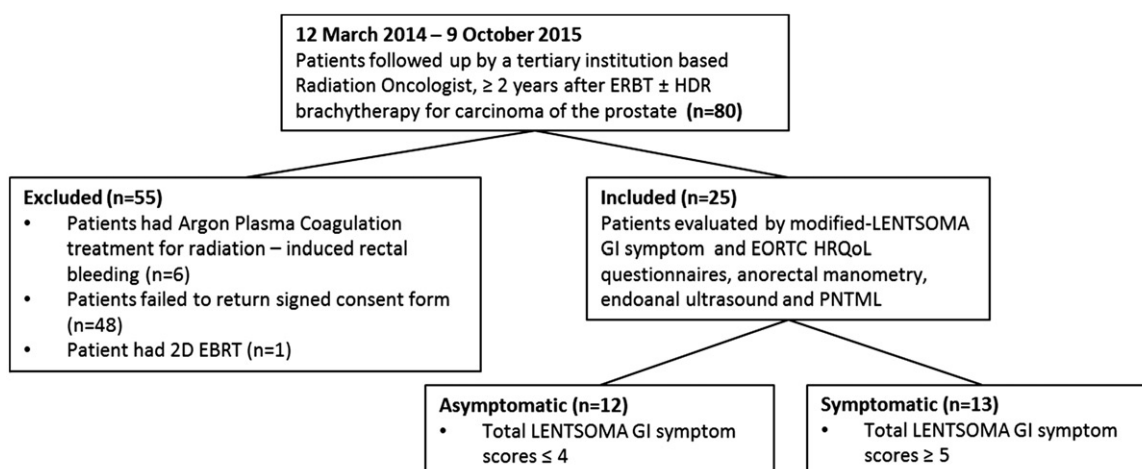 12 March 2014 – 9 October 2015
Patients followed up by a tertiary institution based
Radiation Oncologist, ≥ 2 years after ERBT ± HDR
brachytherapy for carcinoma of the prostate (n=80)
Excluded (n=55)
• Patients had Argon Plasma Coagulation
treatment for radiation – induced rectal
bleeding (n=6)
• Patients failed to return signed consent form
(n=48)
• Patient had 2D EBRT (n=1)
Included (n=25)
Patients evaluated by modified-LENTSOMA
GI symptom and EORTC HRQoL
questionnaires, anorectal manometry,
endoanal ultrasound and PNTML
Asymptomatic (n=12)
• Total LENTSOMA GI symptom
scores ≤ 4
Symptomatic (n=13)
• Total LENTSOMA GI symptom
scores ≥ 5